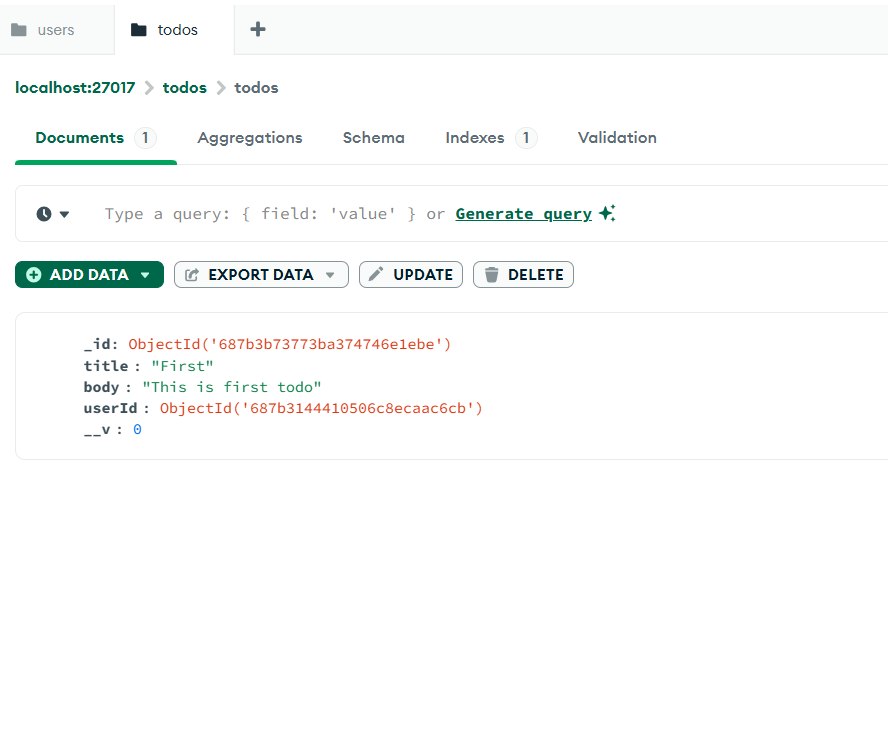 users todos
localhost:27017 todos todos
Documents 1 Aggregations Schema Indexes 1 Validation
Type a query: { field: 'value' } or Generate query
ADD DATA EXPORT DATA UPDATE DELETE
_id: ObjectId('687b3b73773ba374746e1ebe')
title : "First"
body : "This is first todo"
userId : ObjectId('687b3144410506c8ecaac6cb')
__v : 0